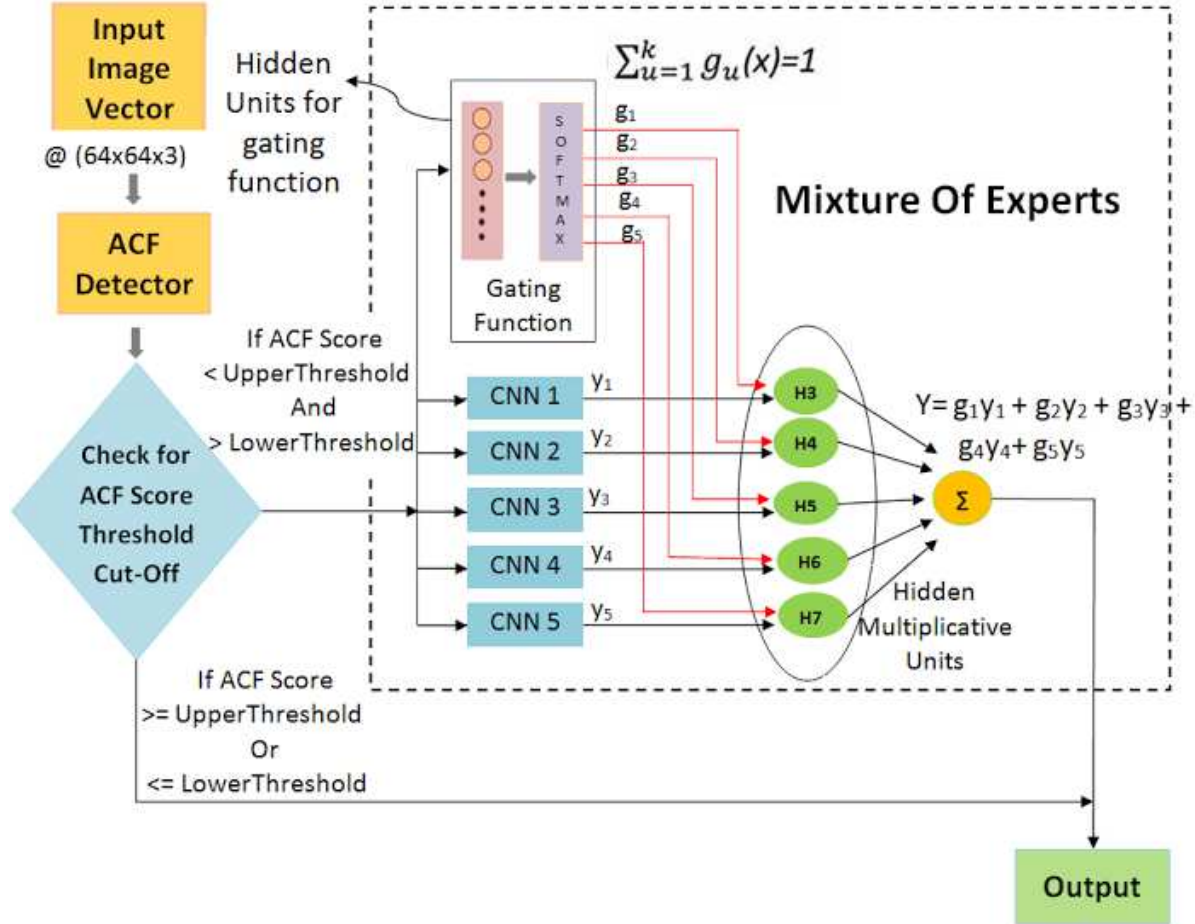 Input
Image
Vector
@ (64x64x3)
ACF
Detector
Check for
ACF Score
Threshold
Cut-Off
If ACF Score
< UpperThreshold
And
> LowerThreshold
If ACF Score
>= UpperThreshold
Or
<= LowerThreshold
Hidden
Units for
gating
function
∑ᵏᵤ₌₁ gᵤ(x)=1
S
O
F
T
M
A
X
g₁
g₂
g₃
g₄
g₅
Gating
Function
Mixture Of Experts
CNN 1
y₁
CNN 2
y₂
CNN 3
y₃
CNN 4
y₄
CNN 5
y₅
H3
H4
H5
H6
H7
Hidden
Multiplicative
Units
Y= g₁y₁ + g₂y₂ + g₃y₃ +
g₄y₄+ g₅y₅
Σ
Output